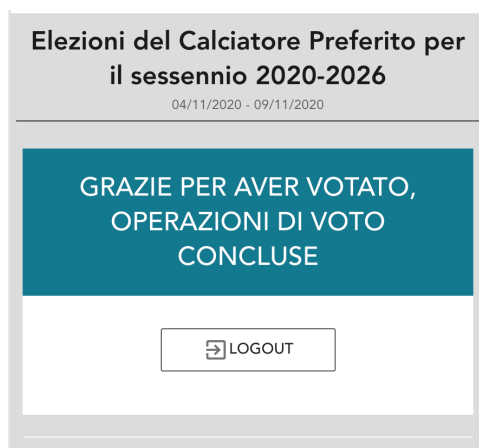 Elezioni del Calciatore Preferito per
il sessennio 2020-2026
04/11/2020 - 09/11/2020
GRAZIE PER AVER VOTATO,
OPERAZIONI DI VOTO
CONCLUSE
LOGOUT